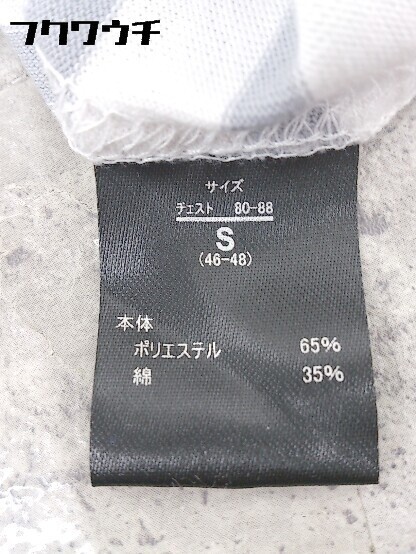 フクワウチ
サイズ
チェスト 80-88
S
(46-48)
本体
ポリエステル 65%
綿 35%